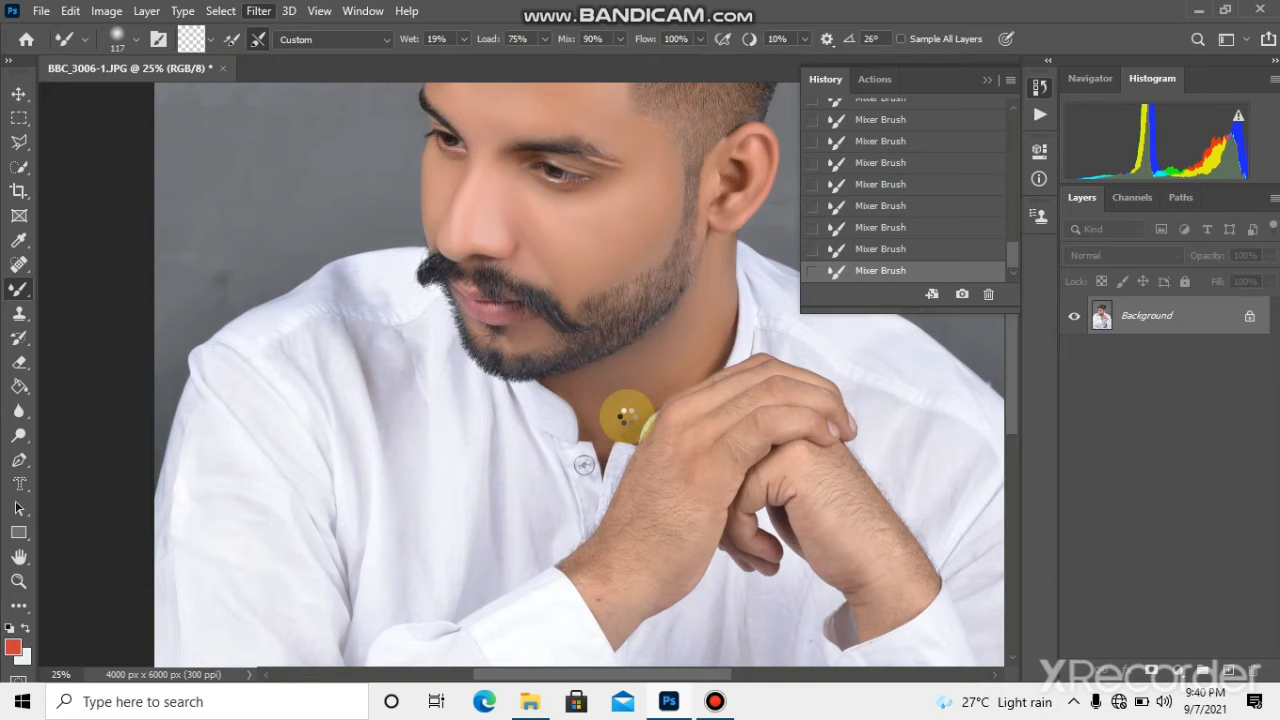 Ps File Edit Image Layer Type Select Filter 3D View Window Help
www.BANDICAM.com
117 Custom Wet: 19% Load: 75% Mix: 90% Flow: 100% 10% 26° Sample All Layers
BBC_3006-1.JPG @ 25% (RGB/8) * ×
History Actions
Mixer Brush
Mixer Brush
Mixer Brush
Mixer Brush
Mixer Brush
Mixer Brush
Mixer Brush
Mixer Brush
Mixer Brush
Navigator Histogram
Layers Channels Paths
Kind
Normal Opacity: 100%
Lock: Fill: 100%
Background
25% 4000 px x 6000 px (300 ppi)
XRecorder
Type here to search
Ps
27°C Light rain
9:40 PM
9/7/2021